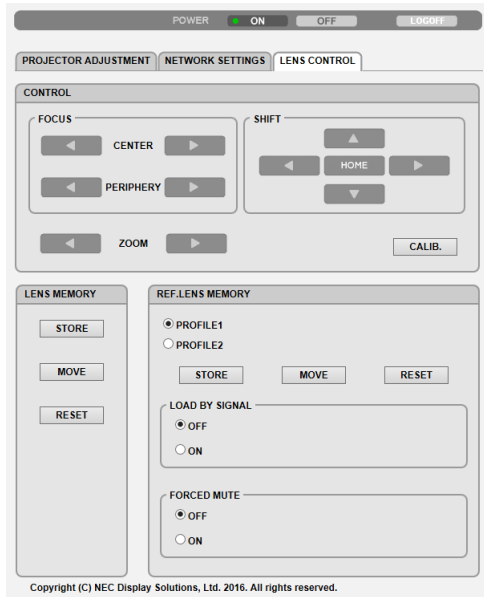 POWER ON OFF LOGOFF
PROJECTOR ADJUSTMENT NETWORK SETTINGS LENS CONTROL
CONTROL
FOCUS
CENTER
PERIPHERY
ZOOM
SHIFT
HOME
CALIB.
LENS MEMORY
STORE
MOVE
RESET
REF.LENS MEMORY
PROFILE1
PROFILE2
STORE MOVE RESET
LOAD BY SIGNAL
OFF
ON
FORCED MUTE
OFF
ON
Copyright (C) NEC Display Solutions, Ltd. 2016. All rights reserved.